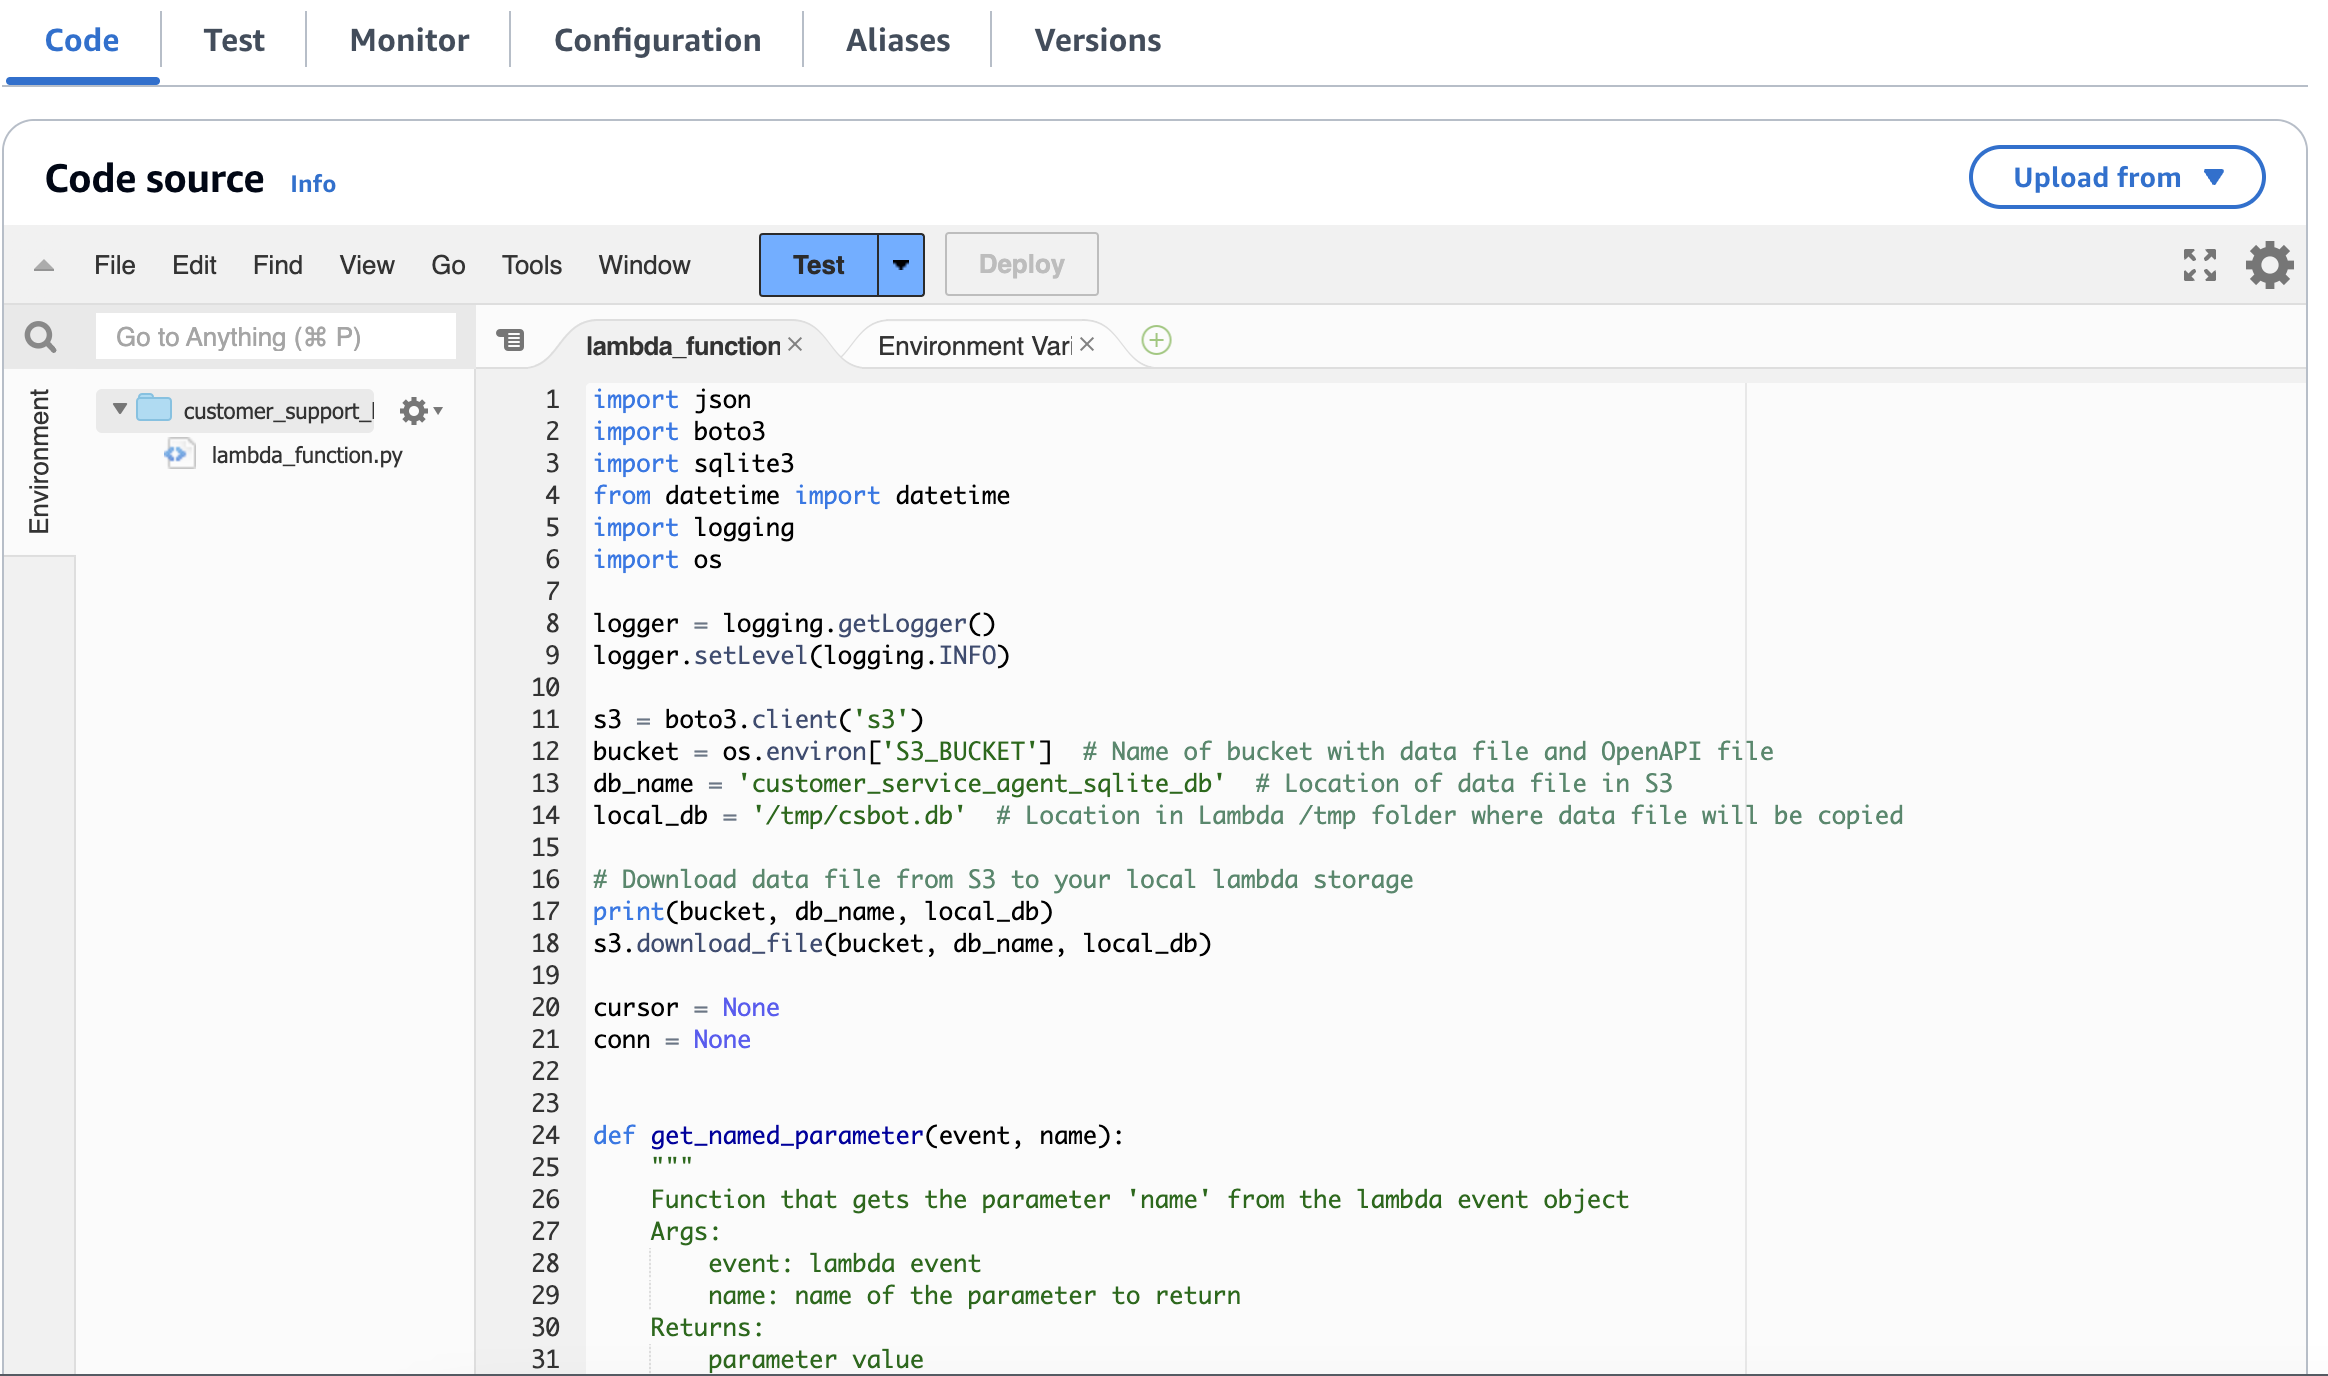 Code
Test
Monitor
Configuration
Aliases
Versions
Code source Info
Upload from
File Edit Find View Go Tools Window Test Deploy
Go to Anything (⌘ P)
lambda_function
Environment Vari
Environment
customer_support_
lambda_function.py
1 import json
2 import boto3
3 import sqlite3
4 from datetime import datetime
5 import logging
6 import os
7
8 logger = logging.getLogger()
9 logger.setLevel(logging.INFO)
10
11 s3 = boto3.client('s3')
12 bucket = os.environ['S3_BUCKET']  # Name of bucket with data file and OpenAPI file
13 db_name = 'customer_service_agent_sqlite_db'  # Location of data file in S3
14 local_db = '/tmp/csbot.db'  # Location in Lambda /tmp folder where data file will be copied
15
16 # Download data file from S3 to your local lambda storage
17 print(bucket, db_name, local_db)
18 s3.download_file(bucket, db_name, local_db)
19
20 cursor = None
21 conn = None
22
23
24 def get_named_parameter(event, name):
25     """
26     Function that gets the parameter 'name' from the lambda event object
27     Args:
28         event: lambda event
29         name: name of the parameter to return
30     Returns:
31         parameter value